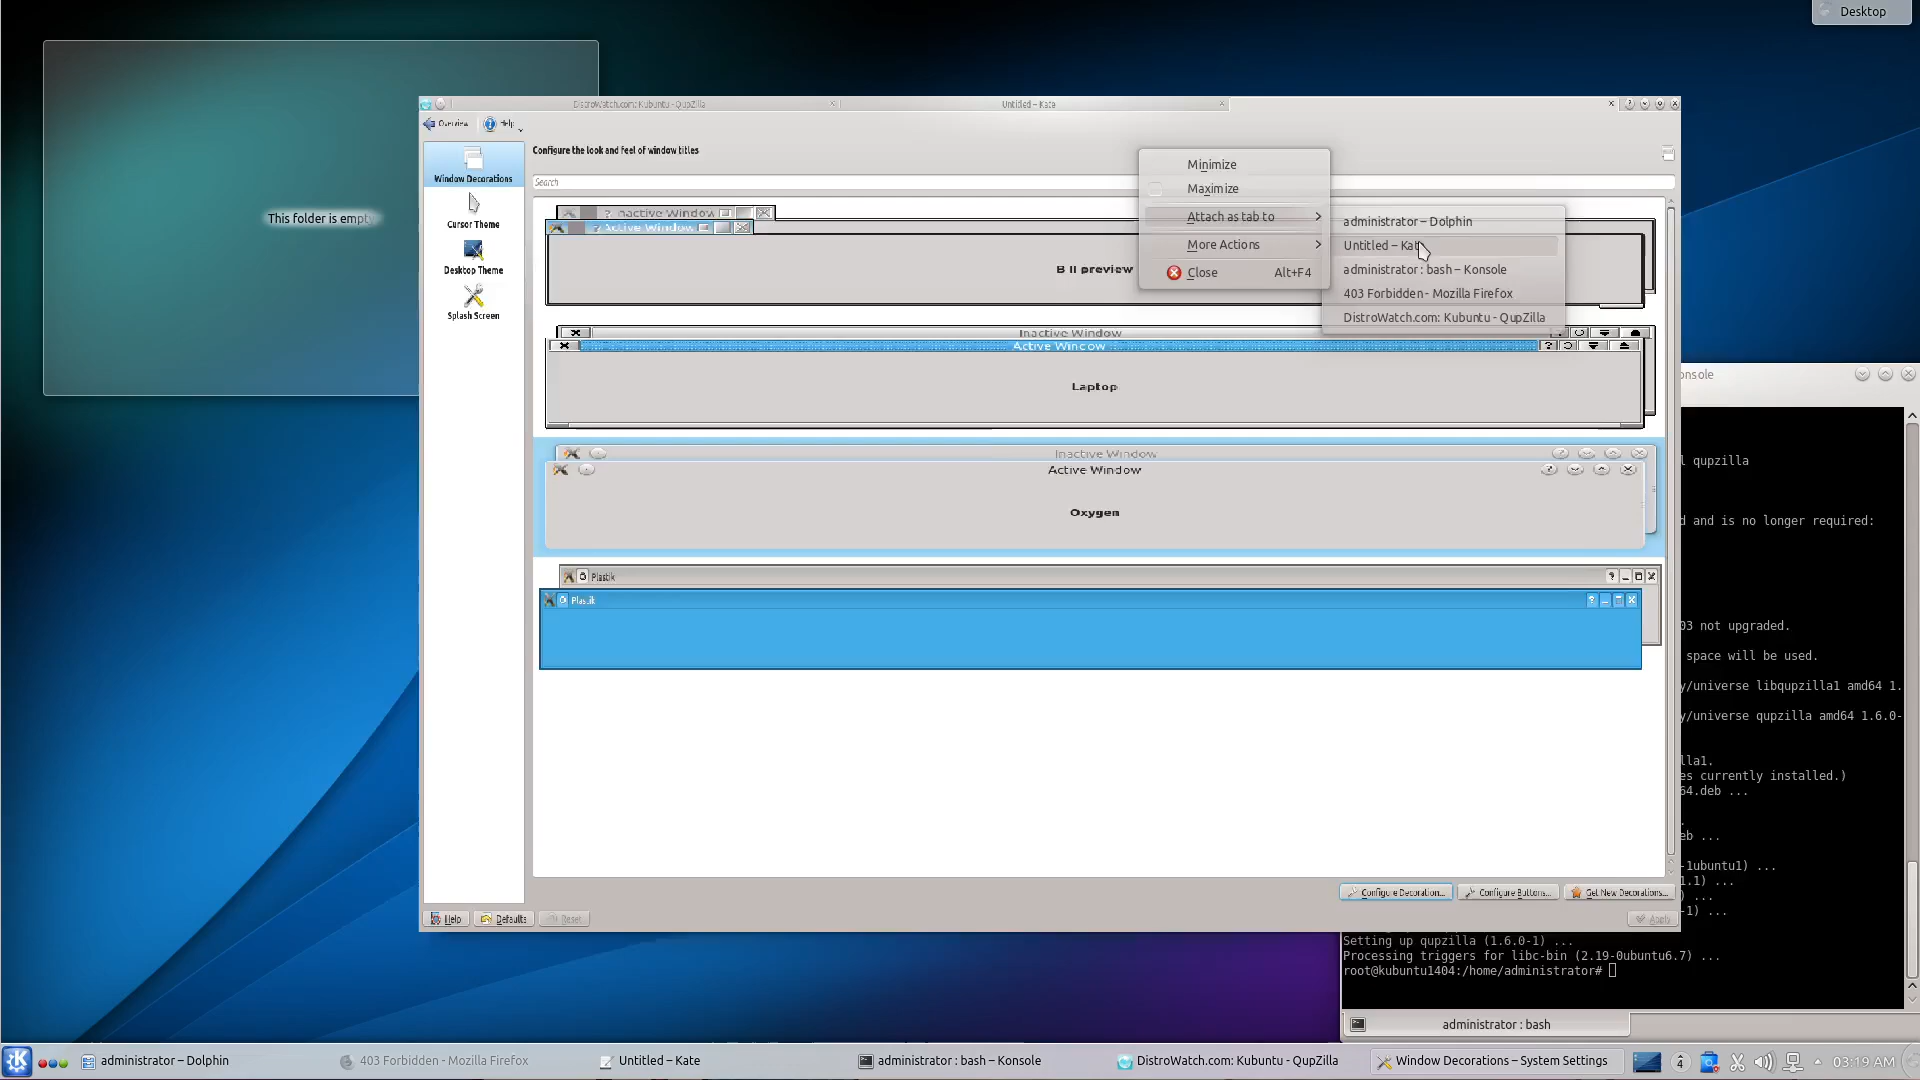 Desktop
This folder is empty
DistroWatch.com: Kubuntu - QupZilla
Untitled – Kate
Overview
Help
Configure the look and feel of window titles
Search
Window Decorations
Cursor Theme
Desktop Theme
Splash Screen
Inactive Window
Active Window
B II preview
Minimize
Maximize
Attach as tab to
More Actions
Close Alt+F4
administrator – Dolphin
Untitled – Kate
administrator : bash – Konsole
403 Forbidden - Mozilla Firefox
DistroWatch.com: Kubuntu - QupZilla
Inactive Window
Active Window
Laptop
Inactive Window
Active Window
Oxygen
Plastik
Plastik
Configure Decoration...
Configure Buttons...
Get New Decorations...
Help
Defaults
Reset
Apply
onsole
l qupzilla
d and is no longer required:
03 not upgraded.
space will be used.
y/universe libqupzilla1 amd64 1.
y/universe qupzilla amd64 1.6.0-
lla1.
es currently installed.)
64.deb ...
.
eb ...
-1ubuntu1) ...
1.1) ...
) ...
-1) ...
Setting up qupzilla (1.6.0-1) ...
Processing triggers for libc-bin (2.19-0ubuntu6.7) ...
root@kubuntu1404:/home/administrator#
administrator : bash
administrator – Dolphin
403 Forbidden - Mozilla Firefox
Untitled – Kate
administrator : bash – Konsole
DistroWatch.com: Kubuntu - QupZilla
Window Decorations – System Settings
4
03:19 AM